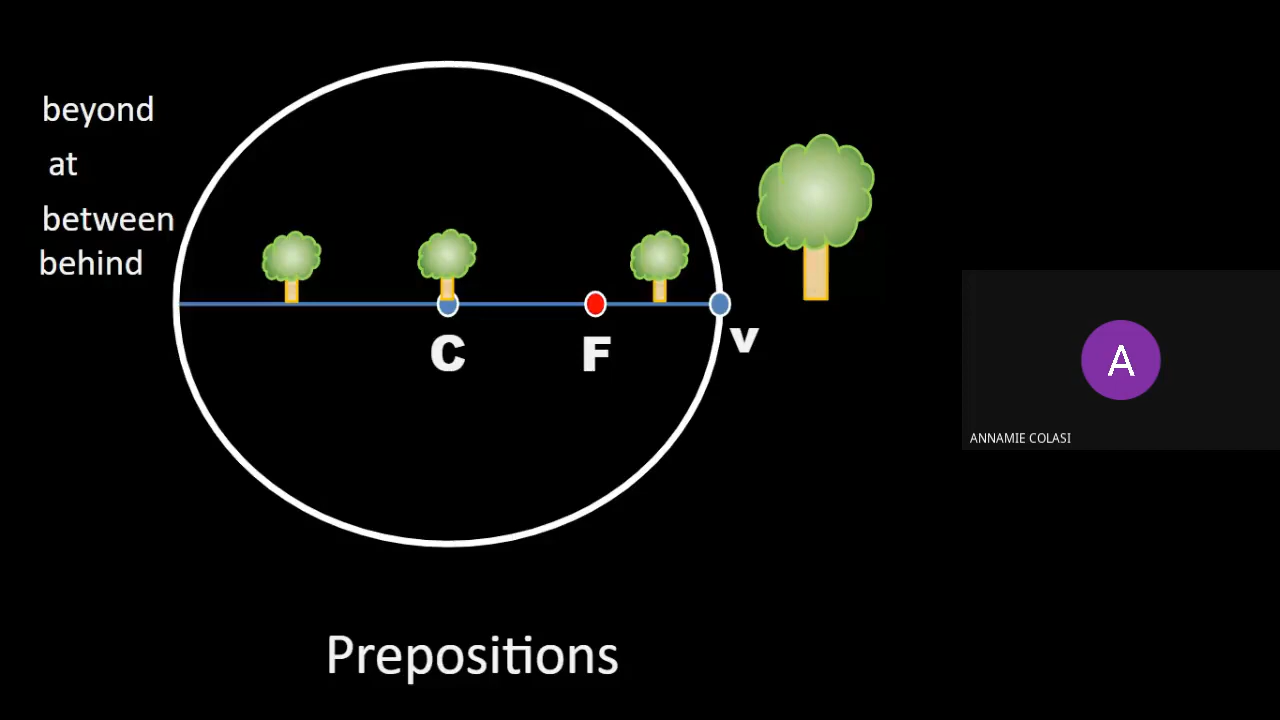 beyond
at
between
behind
C
F
V
A
ANNAMIE COLASI
Prepositions